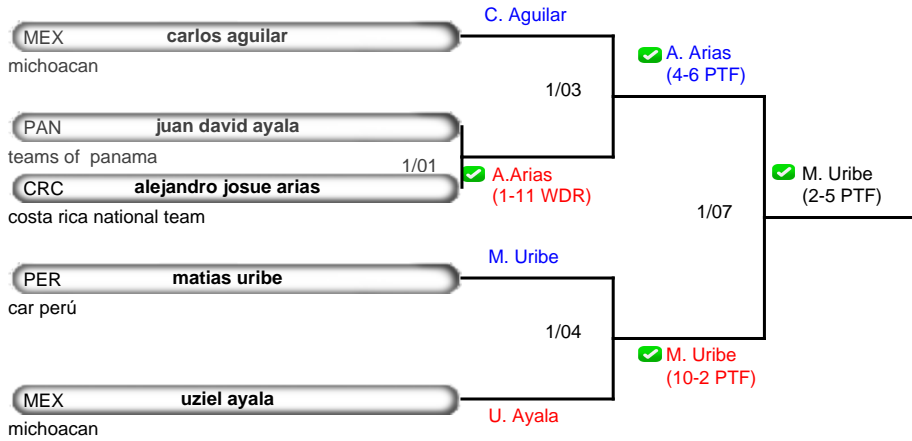 C. Aguilar
MEX carlos aguilar
michoacan
A. Arias
(4-6 PTF)
1/03
PAN juan david ayala
teams of  panama
1/01
A.Arias
(1-11 WDR)
CRC alejandro josue arias
costa rica national team
M. Uribe
(2-5 PTF)
1/07
M. Uribe
PER matias uribe
car perú
1/04
M. Uribe
(10-2 PTF)
MEX uziel ayala
U. Ayala
michoacan